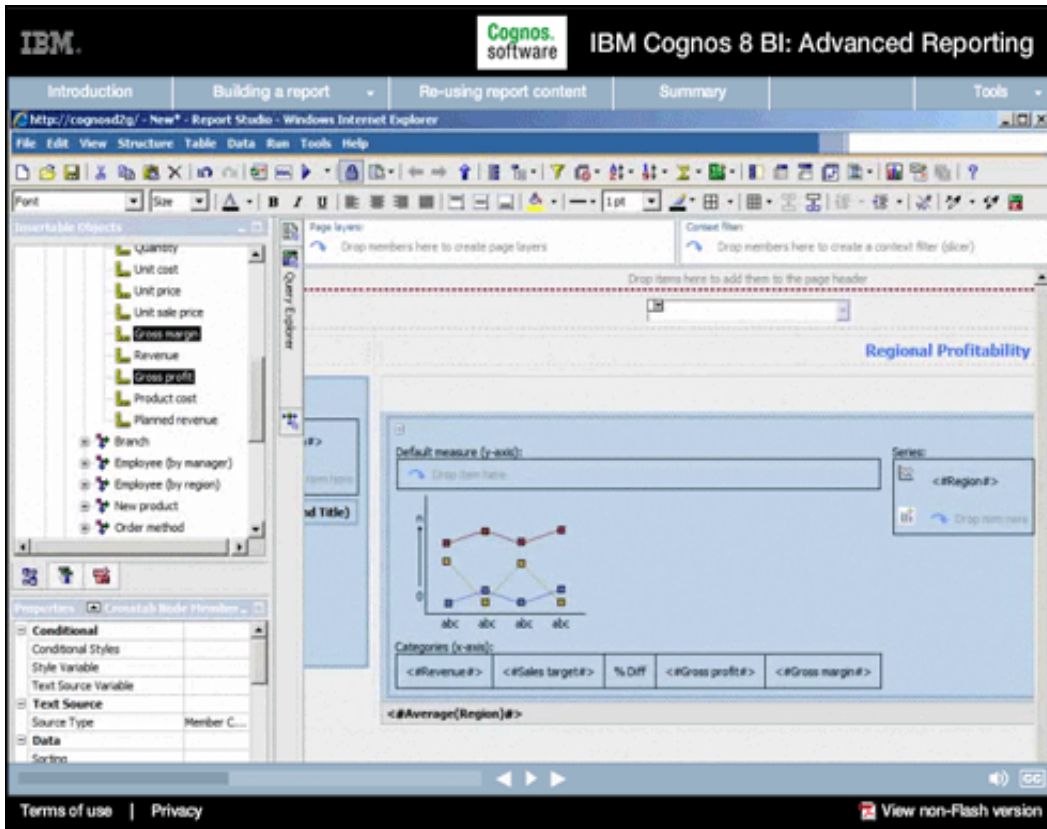 IBM.
Cognos. software
IBM Cognos 8 BI: Advanced Reporting
Introduction
Building a report
Re-using report content
Summary
Tools
http://cognosd2g/ - New* - Report Studio - Windows Internet Explorer
File Edit View Structure Table Data Run Tools Help
Font
Size
B I U
1 pt
Insertable Objects
Quantity
Unit cost
Unit price
Unit sale price
Gross margin
Revenue
Gross profit
Product cost
Planned revenue
Branch
Employee (by manager)
Employee (by region)
New product
Order method
Properties
Crosstab Node Member
Conditional
Conditional Styles
Style Variable
Text Source Variable
Text Source
Source Type
Member C...
Data
Sorting
Query Explorer
Page layers:
Drop members here to create page layers
Context filter:
Drop members here to create a context filter (slicer)
Drop items here to add them to the page header
Regional Profitability
#>
item here
nd Title)
Default measure (y-axis):
Drop item here
0
abc abc abc abc
Series:
<#Region#>
Drop item here
Categories (x-axis):
<#Revenue#>
<#Sales target#>
% Diff
<#Gross profit#>
<#Gross margin#>
<#Average(Region)#>
CC
Terms of use | Privacy
View non-Flash version